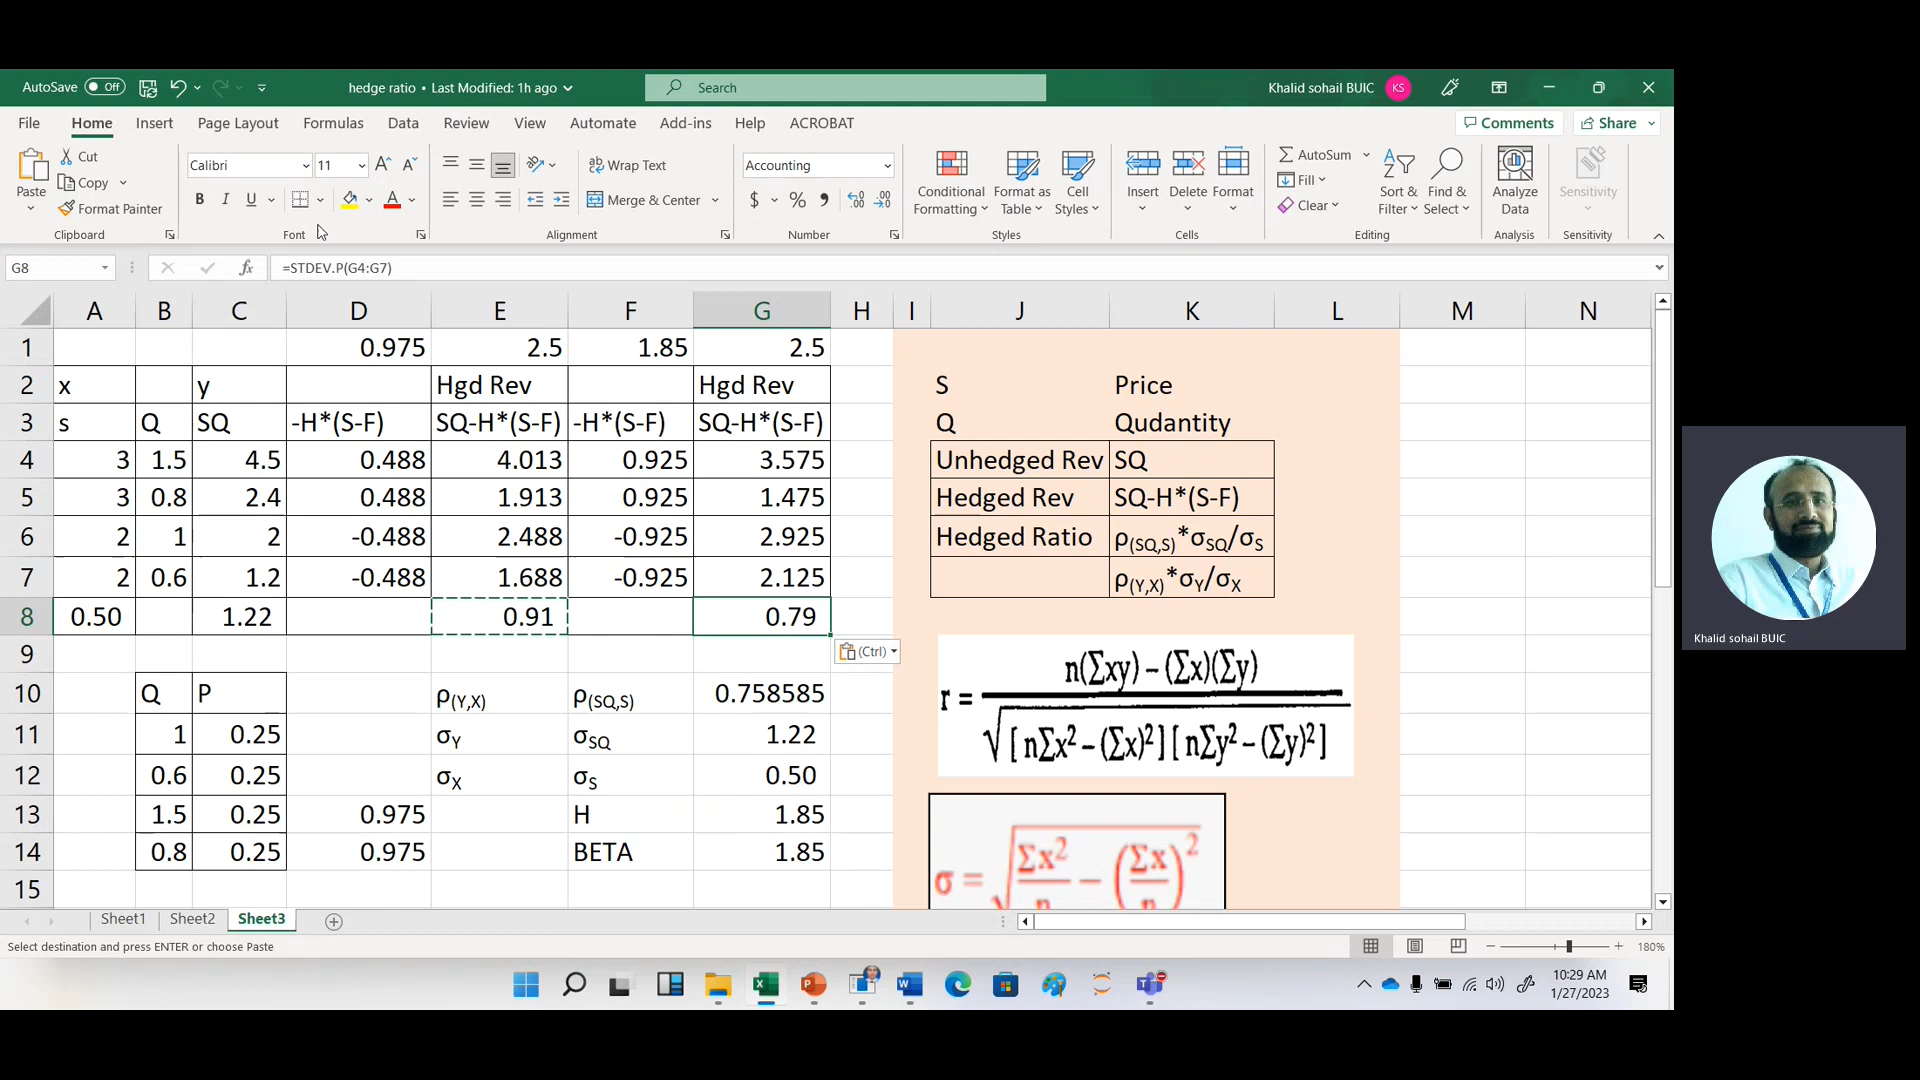 AutoSave Off hedge ratio • Last Modified: 1h ago Search Khalid sohail BUIC KS
File Home Insert Page Layout Formulas Data Review View Automate Add-ins Help ACROBAT Comments Share
Paste Cut Copy Format Painter Clipboard
Calibri 11 B I U A Font
Wrap Text Merge & Center Alignment
Accounting $ % Number
Conditional Formatting Format as Table Cell Styles Styles
Insert Delete Format Cells
AutoSum Fill Clear Sort & Filter Find & Select Editing
Analyze Data Analysis
Sensitivity Sensitivity
G8 fx =STDEV.P(G4:G7)
A B C D E F G H I J K L M N
1 0.975 2.5 1.85 2.5
2 x y Hgd Rev Hgd Rev S Price
3 s Q SQ -H*(S-F) SQ-H*(S-F) -H*(S-F) SQ-H*(S-F) Q Qudantity
4 3 1.5 4.5 0.488 4.013 0.925 3.575 Unhedged Rev SQ
5 3 0.8 2.4 0.488 1.913 0.925 1.475 Hedged Rev SQ-H*(S-F)
6 2 1 2 -0.488 2.488 -0.925 2.925 Hedged Ratio ρ(SQ,S)*σSQ/σS
7 2 0.6 1.2 -0.488 1.688 -0.925 2.125 ρ(Y,X)*σY/σX
8 0.50 1.22 0.91 0.79
9 (Ctrl)
10 Q P ρ(Y,X) ρ(SQ,S) 0.758585
11 1 0.25 σY σSQ 1.22
12 0.6 0.25 σX σS 0.50
13 1.5 0.25 0.975 H 1.85
14 0.8 0.25 0.975 BETA 1.85
15
r = n(Σxy) – (Σx)(Σy)
√[ nΣx² – (Σx)² ] [ nΣy² – (Σy)² ]
σ = √ Σx² / n – (Σx / n)²
Sheet1 Sheet2 Sheet3
Select destination and press ENTER or choose Paste 180%
10:29 AM
1/27/2023
Khalid sohail BUIC